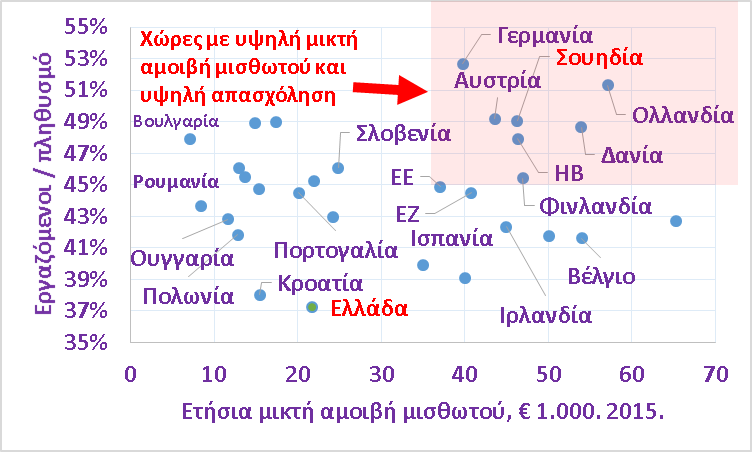 Εργαζόμενοι / πληθυσμό
55%
53%
51%
49%
47%
45%
43%
41%
39%
37%
35%
Χώρες με υψηλή μικτή
αμοιβή μισθωτού και
υψηλή απασχόληση
Γερμανία
Σουηδία
Αυστρία
Ολλανδία
Βουλγαρία
Σλοβενία
Δανία
ΗΒ
Ρουμανία
ΕΕ
ΕΖ
Φινλανδία
Ουγγαρία
Πορτογαλία
Ισπανία
Βέλγιο
Πολωνία
Κροατία
Ιρλανδία
Ελλάδα
0 10 20 30 40 50 60 70
Ετήσια μικτή αμοιβή μισθωτού, € 1.000. 2015.